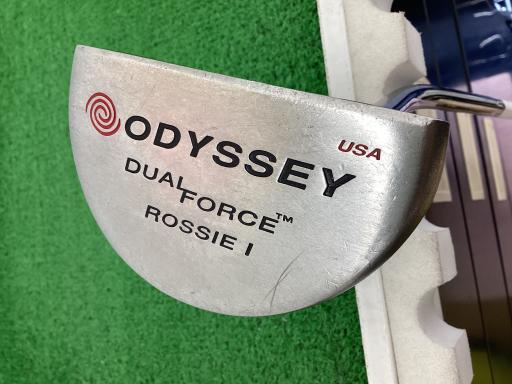 ODYSSEY USA
DUAL FORCE™
ROSSIE I